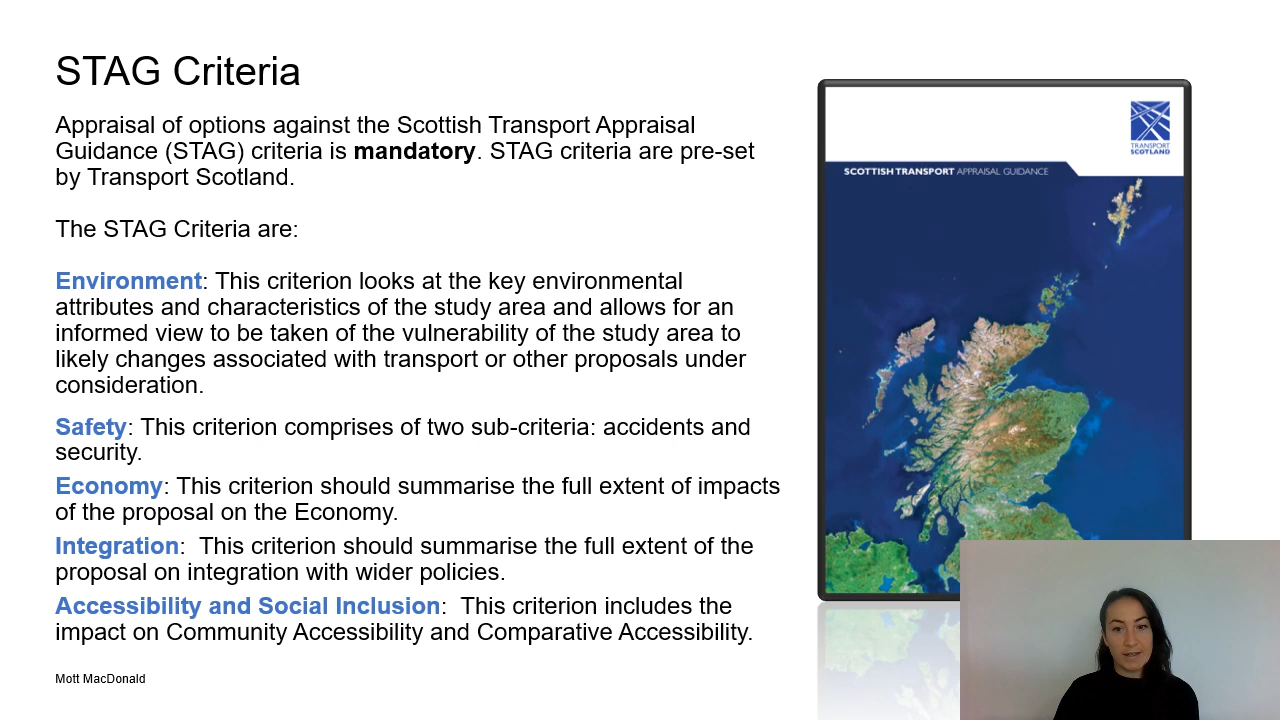 STAG Criteria
Appraisal of options against the Scottish Transport Appraisal
Guidance (STAG) criteria is mandatory. STAG criteria are pre-set
by Transport Scotland.
The STAG Criteria are:
Environment: This criterion looks at the key environmental
attributes and characteristics of the study area and allows for an
informed view to be taken of the vulnerability of the study area to
likely changes associated with transport or other proposals under
consideration.
Safety: This criterion comprises of two sub-criteria: accidents and
security.
Economy: This criterion should summarise the full extent of impacts
of the proposal on the Economy.
Integration:  This criterion should summarise the full extent of the
proposal on integration with wider policies.
Accessibility and Social Inclusion:  This criterion includes the
impact on Community Accessibility and Comparative Accessibility.
Mott MacDonald
TRANSPORT
SCOTLAND
SCOTTISH TRANSPORT APPRAISAL GUIDANCE